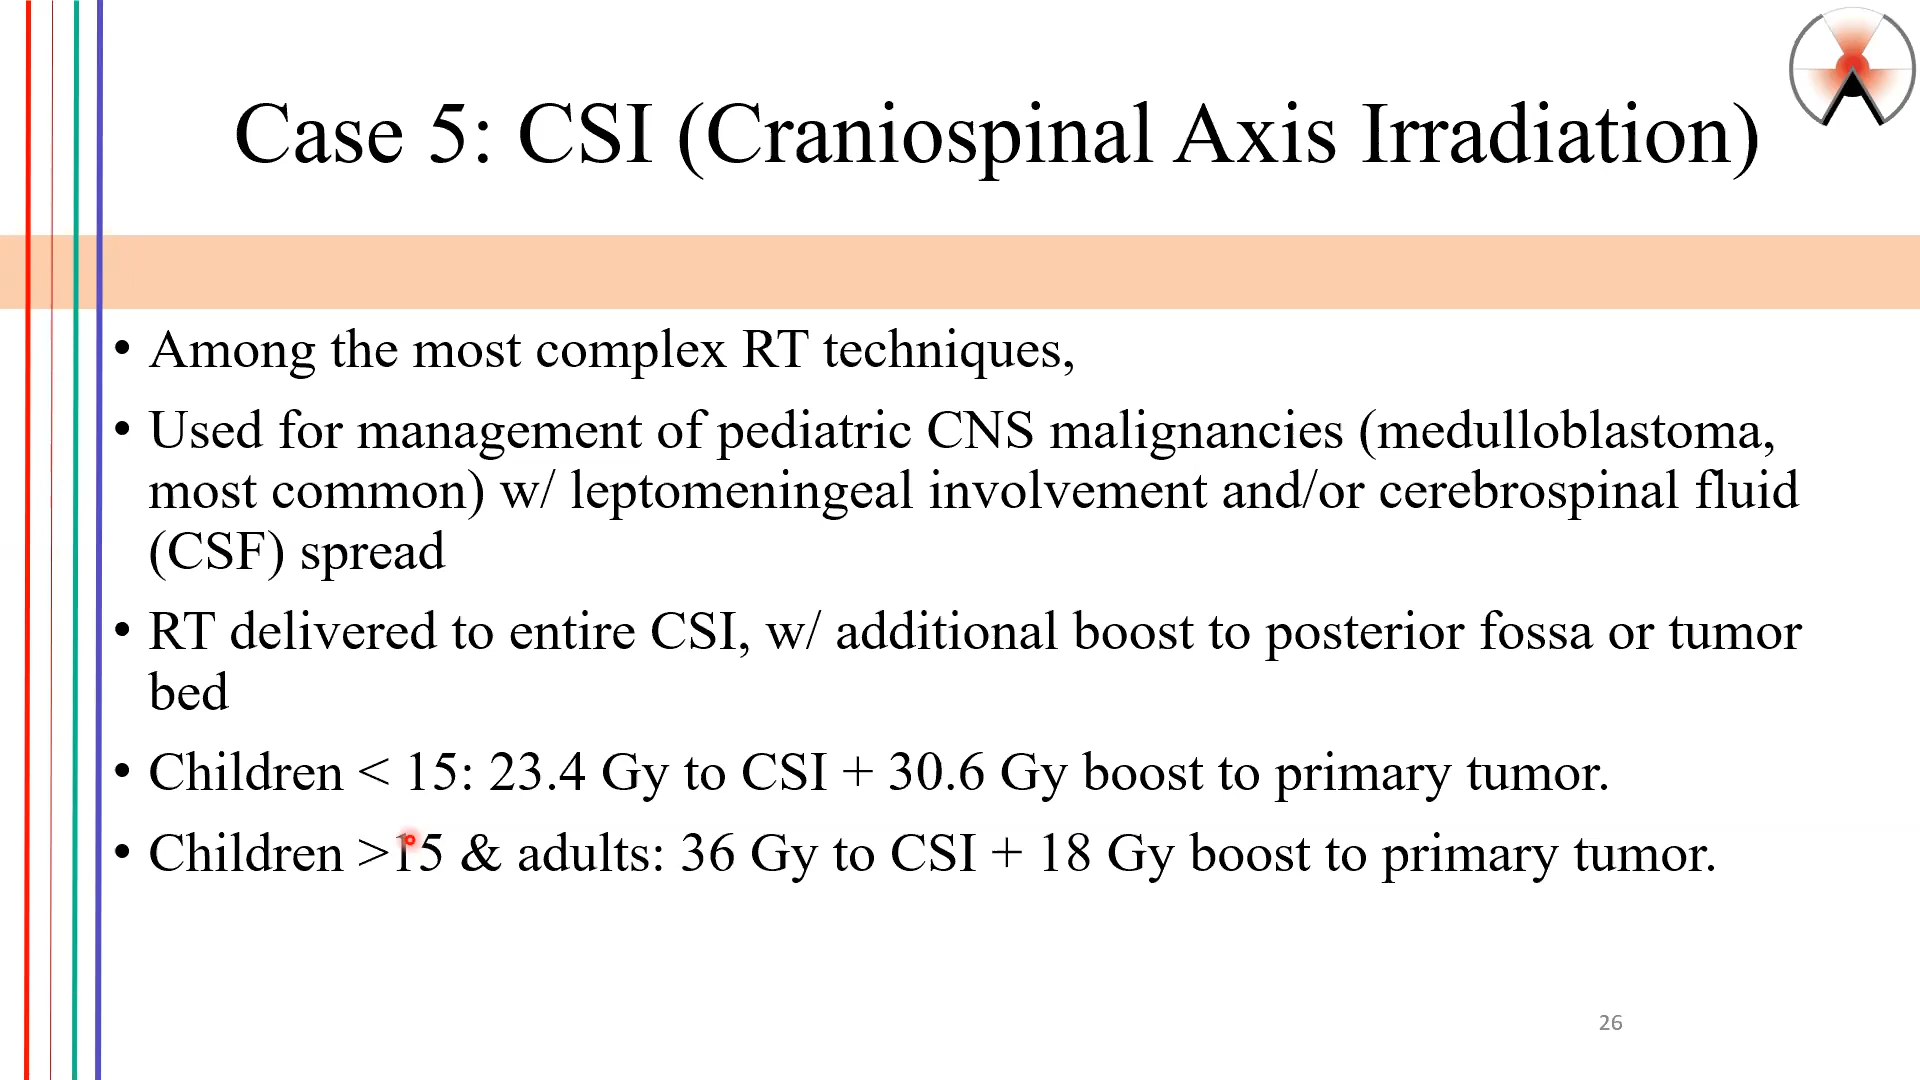 Case 5: CSI (Craniospinal Axis Irradiation)
• Among the most complex RT techniques,
• Used for management of pediatric CNS malignancies (medulloblastoma,
most common) w/ leptomeningeal involvement and/or cerebrospinal fluid
(CSF) spread
• RT delivered to entire CSI, w/ additional boost to posterior fossa or tumor
bed
• Children < 15: 23.4 Gy to CSI + 30.6 Gy boost to primary tumor.
• Children >15 & adults: 36 Gy to CSI + 18 Gy boost to primary tumor.
26